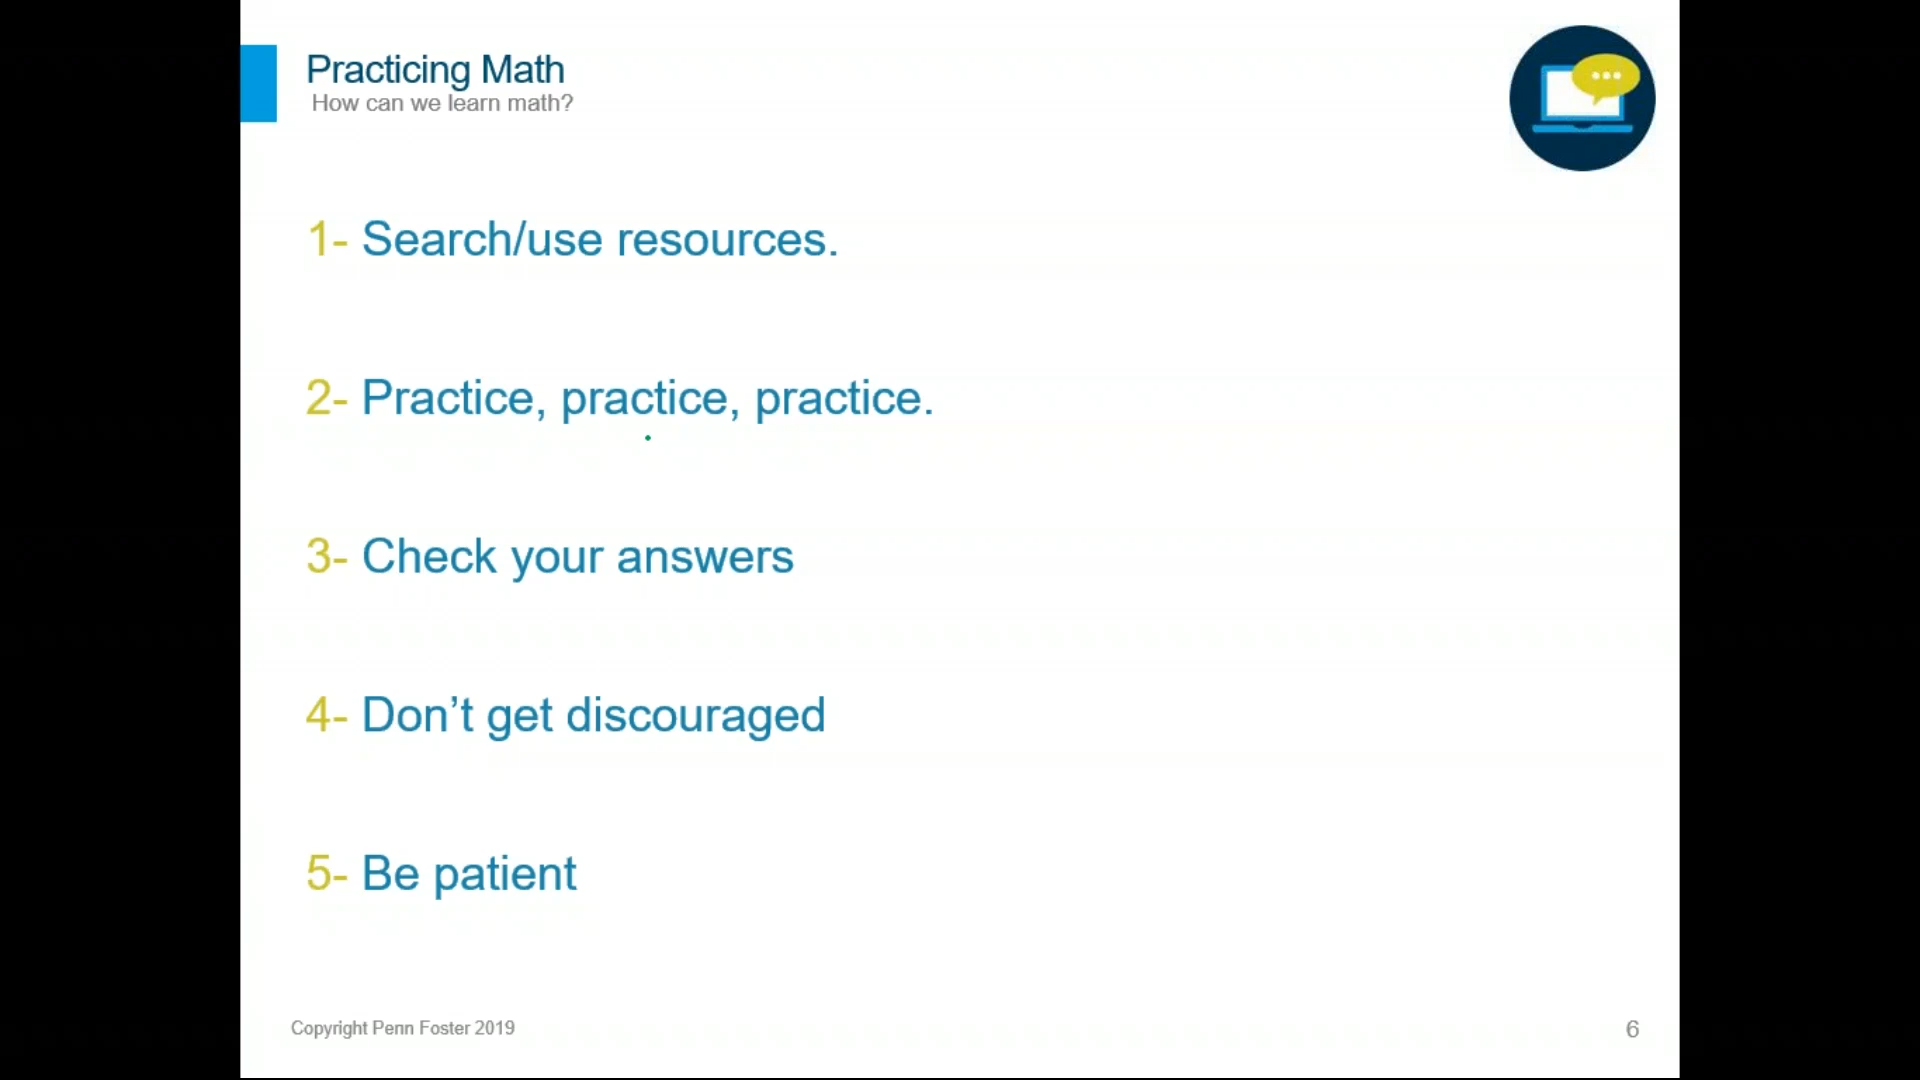 Practicing Math
How can we learn math?
1- Search/use resources.
2- Practice, practice, practice.
3- Check your answers
4- Don’t get discouraged
5- Be patient
Copyright Penn Foster 2019
6